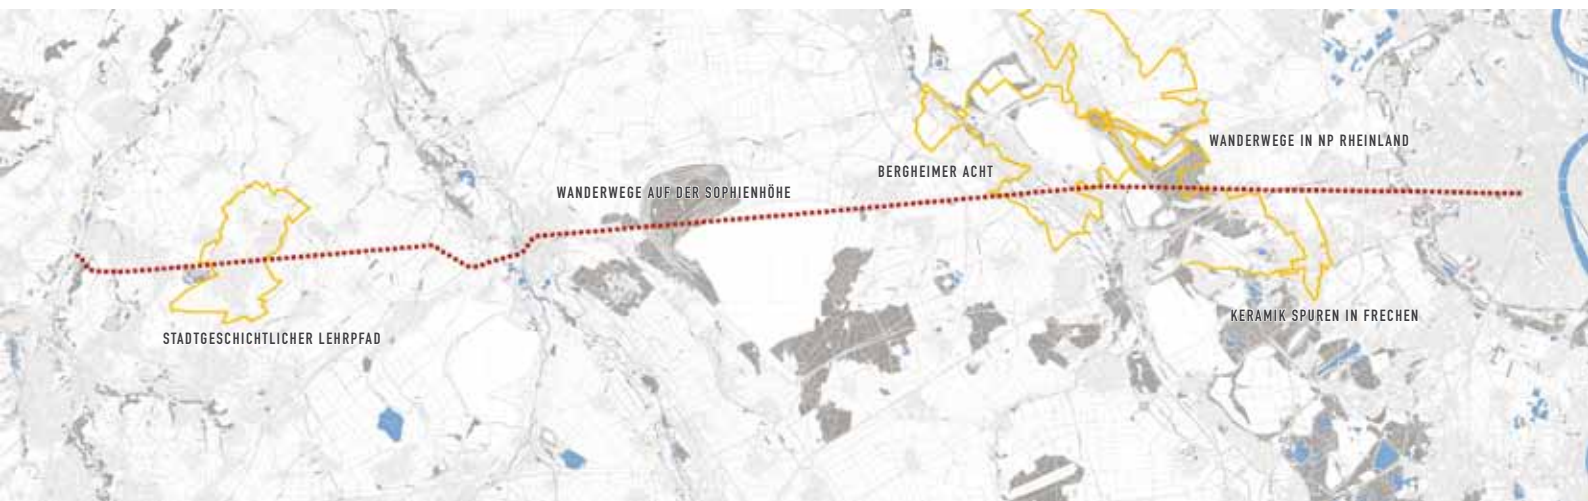 WANDERWEGE IN NP RHEINLAND
BERGHEIMER ACHT
WANDERWEGE AUF DER SOPHIENHÖHE
KERAMIK SPUREN IN FRECHEN
STADTGESCHICHTLICHER LEHRPFAD